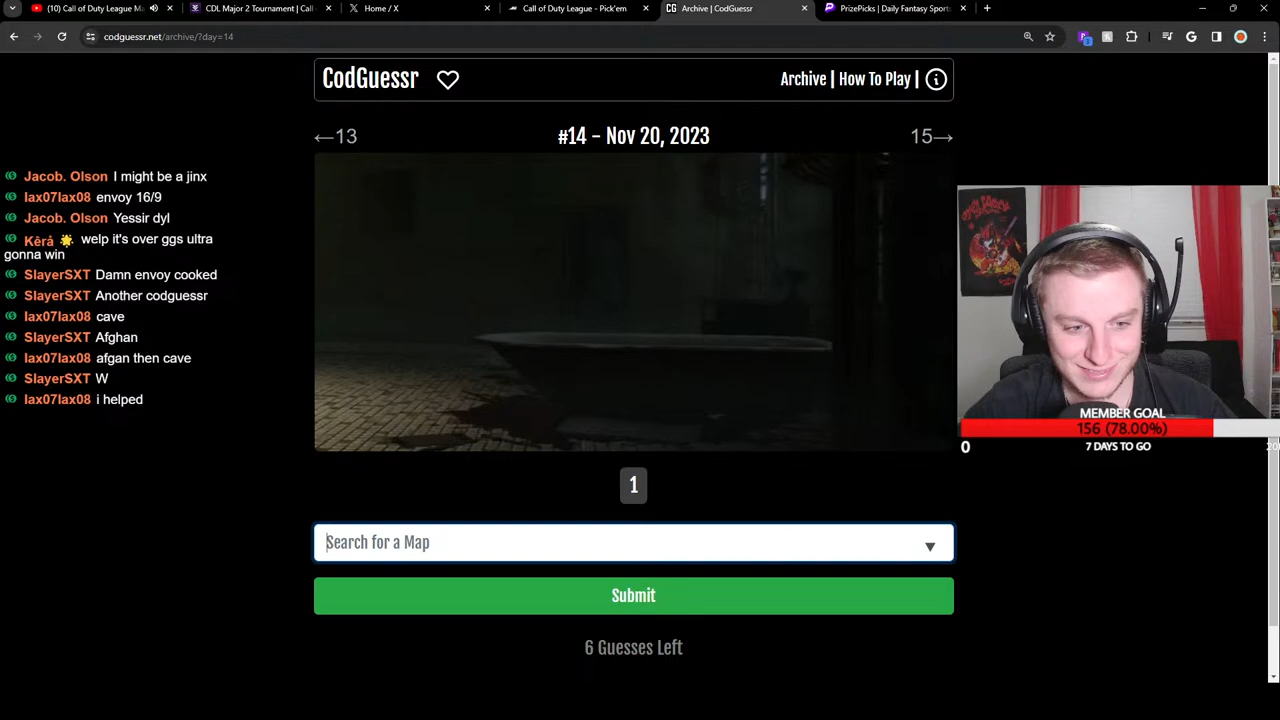 (10) Call of Duty League Ma
CDL Major 2 Tournament | Call
Home / X
Call of Duty League - Pick'em
CG Archive | CodGuessr
PrizePicks | Daily Fantasy Sport
codguessr.net/archive/?day=14
CodGuessr
Archive | How To Play |
←13
#14 - Nov 20, 2023
15→
Jacob. Olson I might be a jinx
lax07lax08 envoy 16/9
Jacob. Olson Yessir dyl
Kêrå welp it's over ggs ultra
gonna win
SlayerSXT Damn envoy cooked
SlayerSXT Another codguessr
lax07lax08 cave
SlayerSXT Afghan
lax07lax08 afgan then cave
SlayerSXT W
lax07lax08 i helped
MEMBER GOAL
156 (78.00%)
0
7 DAYS TO GO
1
Search for a Map
Submit
6 Guesses Left